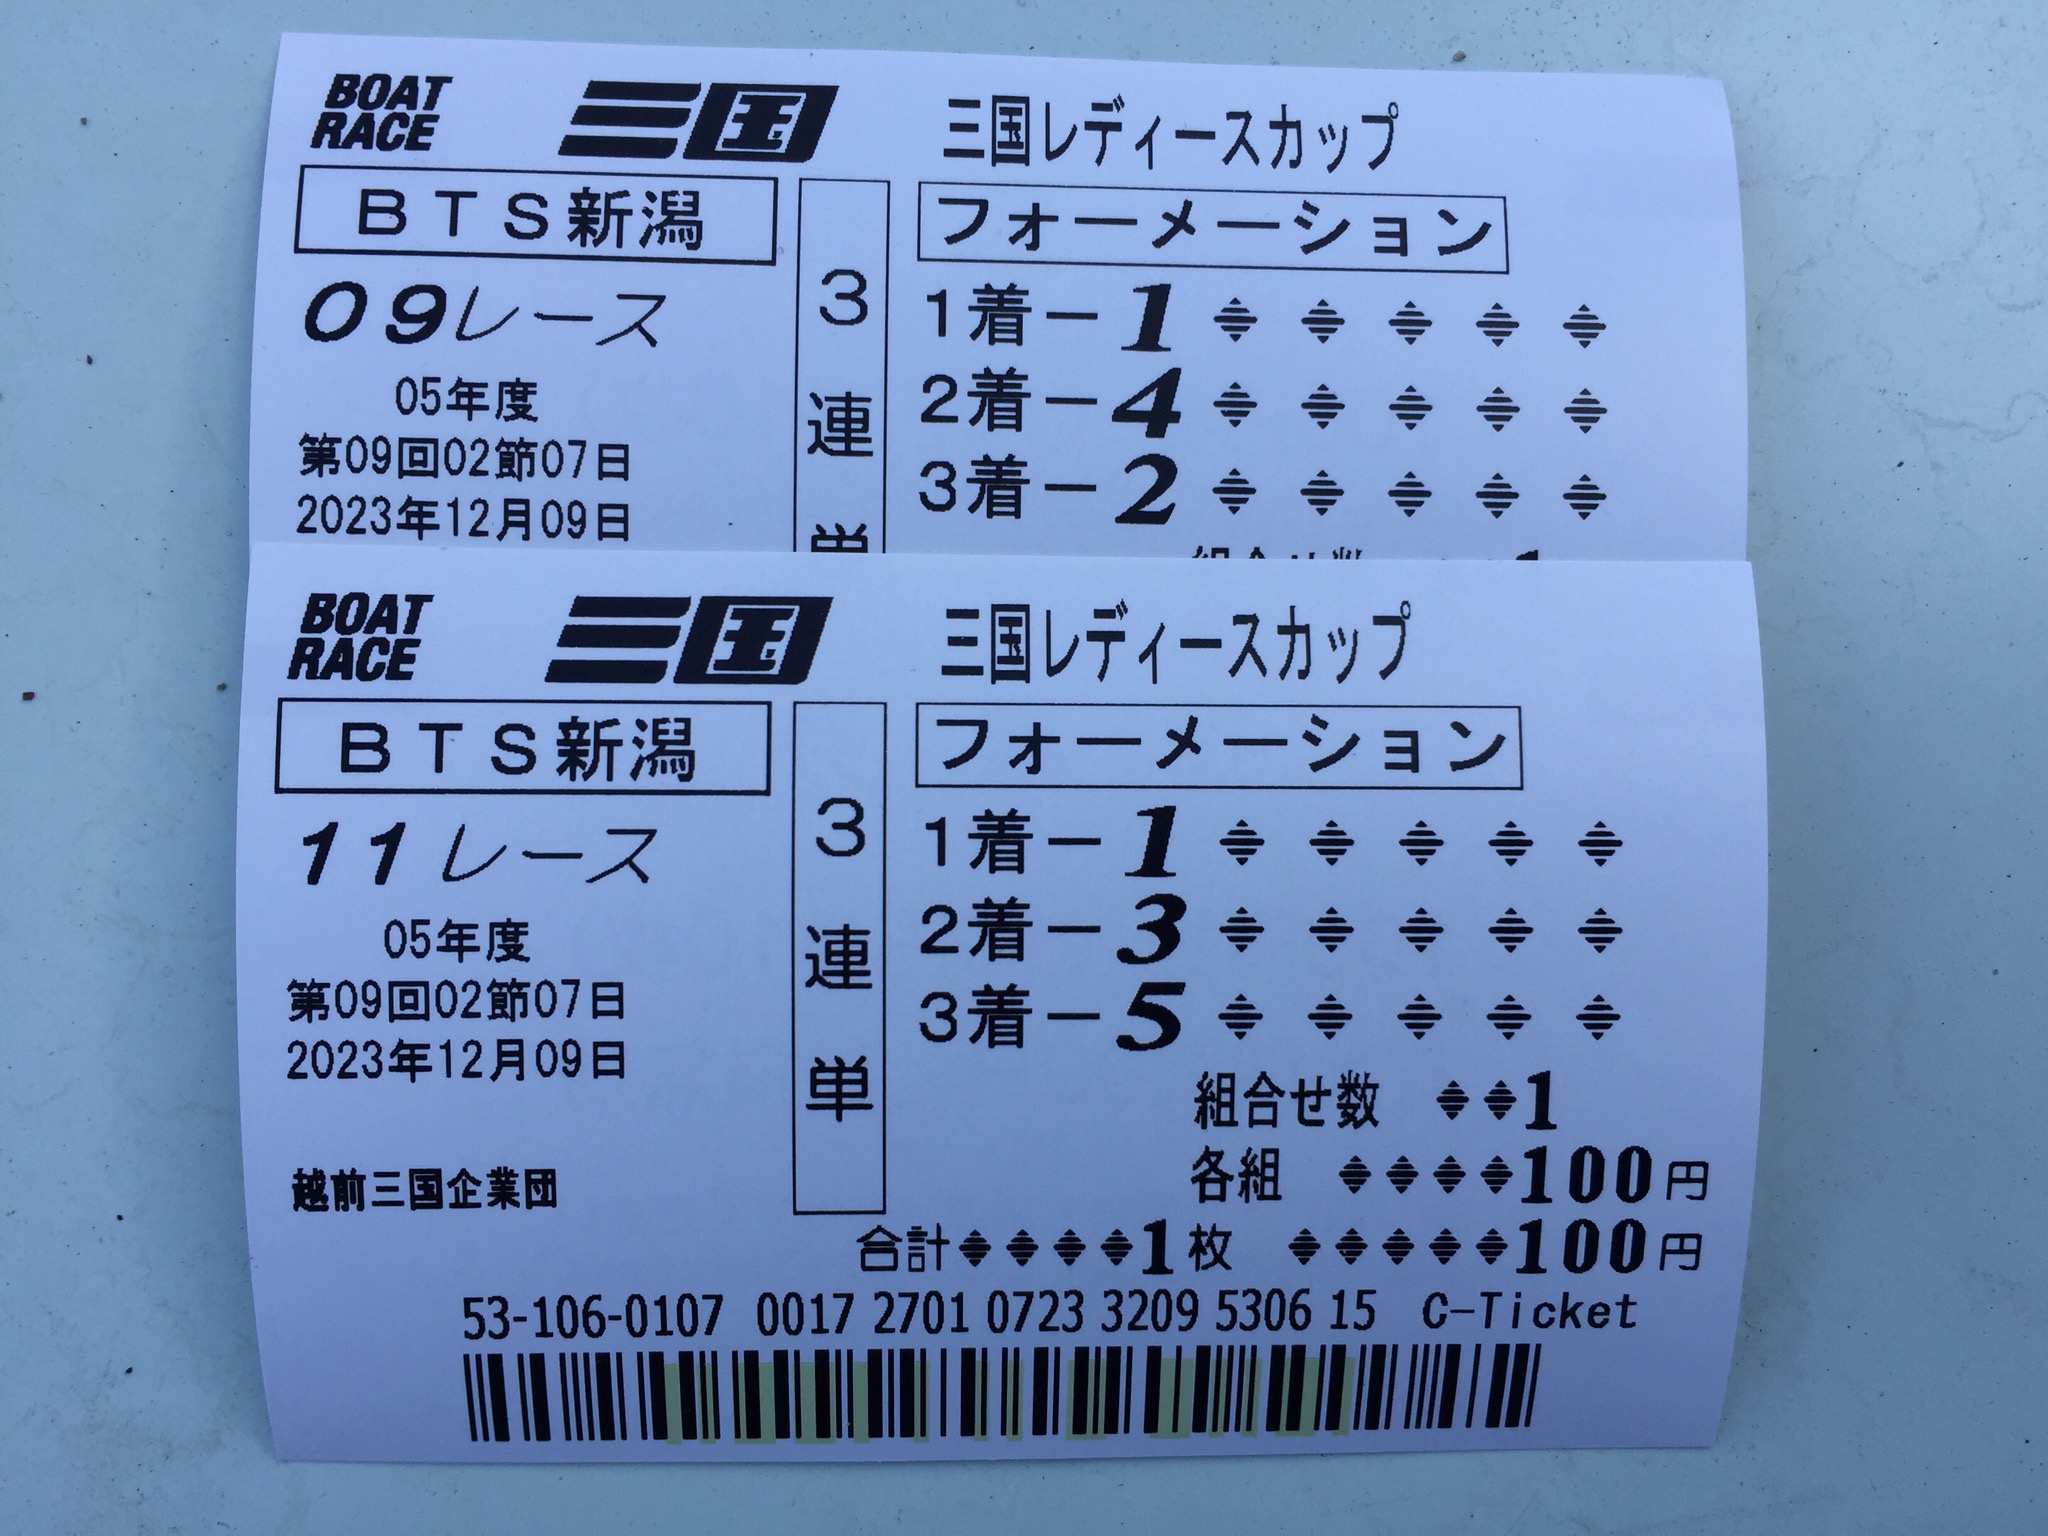 BOAT RACE 三国 三国レディースカップ
BTS新潟
3連単
フォーメーション
09レース
1着ー1
2着ー4
3着ー2
05年度
第09回02節07日
2023年12月09日
組合せ数 1
BOAT RACE 三国 三国レディースカップ
BTS新潟
3連単
フォーメーション
11レース
1着ー1
2着ー3
3着ー5
05年度
第09回02節07日
2023年12月09日
組合せ数 1
各組 100円
越前三国企業団
合計 1枚 100円
53-106-0107 0017 2701 0723 3209 5306 15 C-Ticket